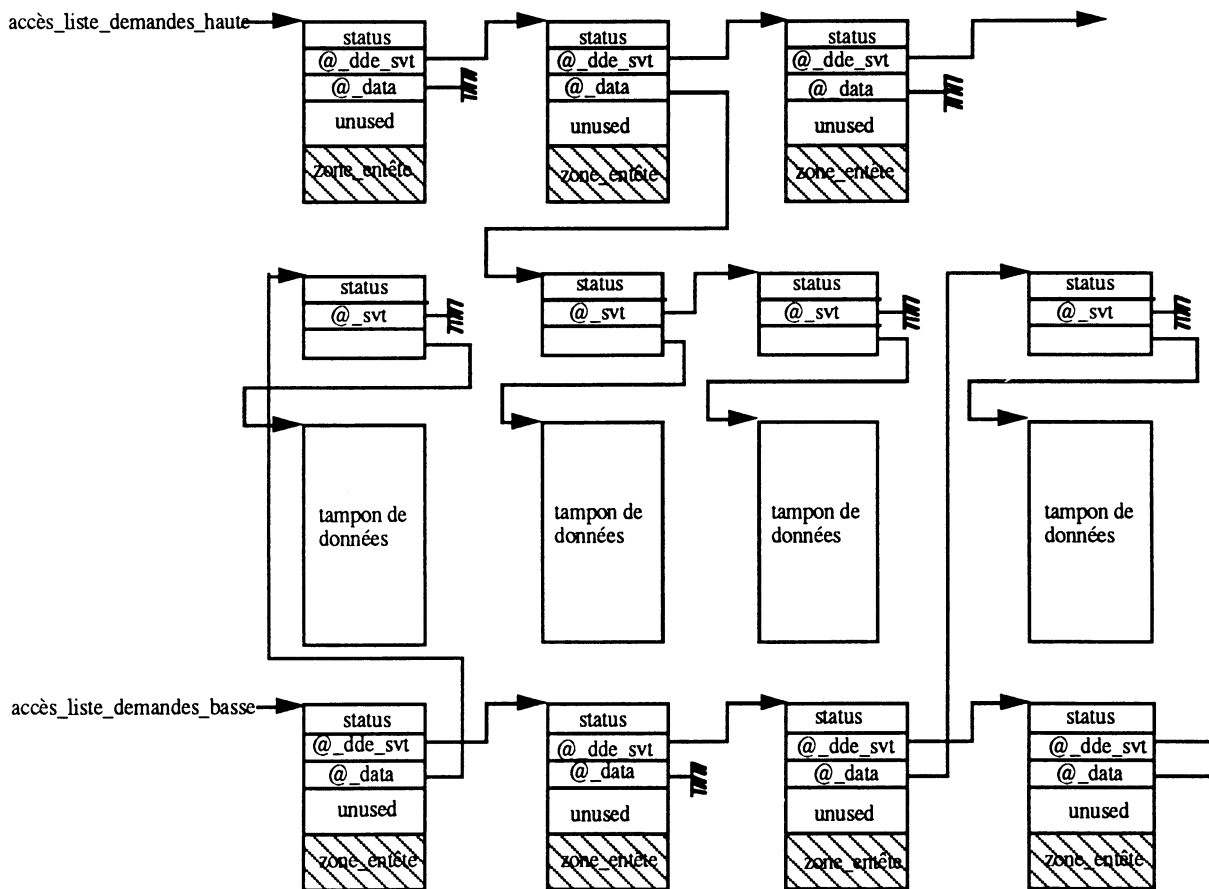 accès_liste_demandes_haute
status
status
status
@_dde_svt
@_dde_svt
@_dde_svt
@_data
@_data
@_data
unused
unused
unused
zone_entête
zone_entête
zone_entête
status
status
status
status
@_svt
@_svt
@_svt
@_svt
tampon de
données
tampon de
données
tampon de
données
tampon de
données
accès_liste_demandes_basse
status
status
status
status
@_dde_svt
@_dde_svt
@_dde_svt
@_dde_svt
@_data
@_data
@_data
@_data
unused
unused
unused
unused
zone_entête
zone_entête
zone_entête
zone_entête